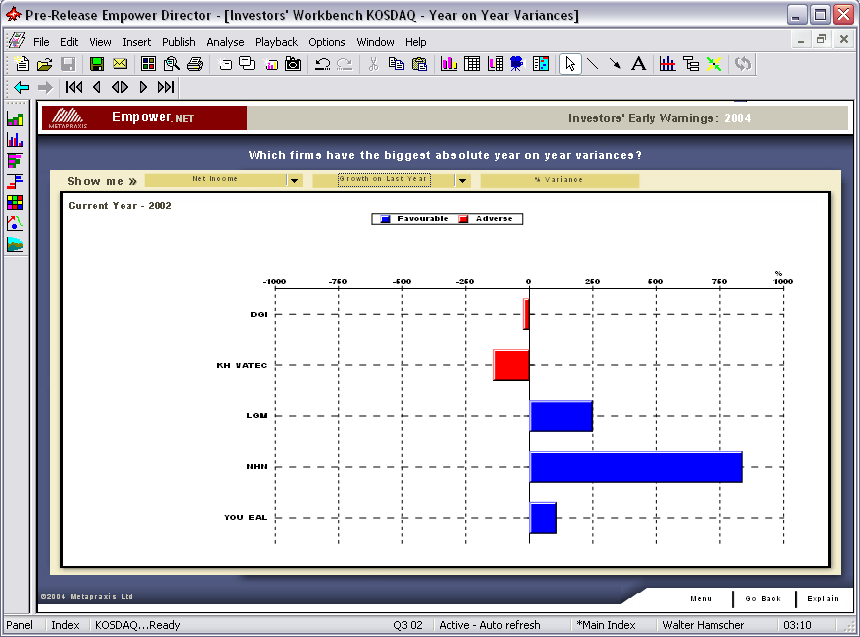 Pre-Release Empower Director - [Investors' Workbench KOSDAQ - Year on Year Variances]
File Edit View Insert Publish Analyse Playback Options Window Help
METAPRAXIS Empower.NET Investors' Early Warnings: 2004
Which firms have the biggest absolute year on year variances?
Show me » Net Income Growth on Last Year % Variance
Current Year - 2002
Favourable Adverse
%
-1000 -750 -500 -250 0 250 500 750 1000
DGI
KH VATEC
LGM
NHN
YOU EAL
©2004 Metapraxis Ltd Menu Go Back Explain
Panel Index KOSDAQ...Ready Q3 02 Active - Auto refresh *Main Index Walter Hamscher 03:10